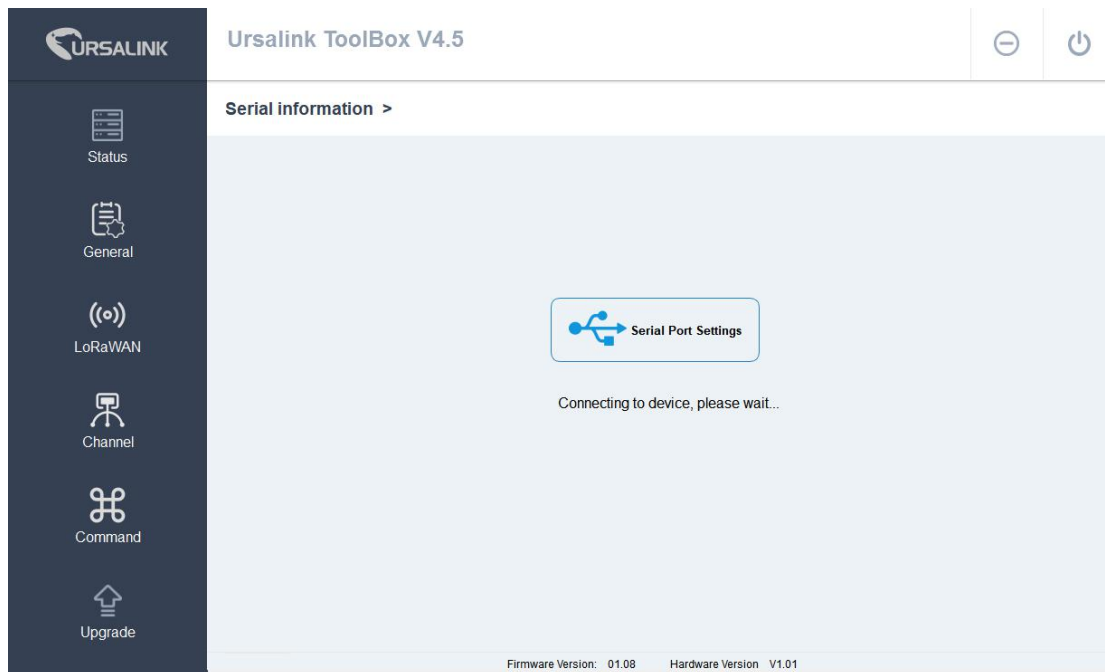 URSALINK
Ursalink ToolBox V4.5
Serial information >
Status
General
LoRaWAN
Channel
Command
Upgrade
Serial Port Settings
Connecting to device, please wait...
Firmware Version: 01.08 Hardware Version V1.01